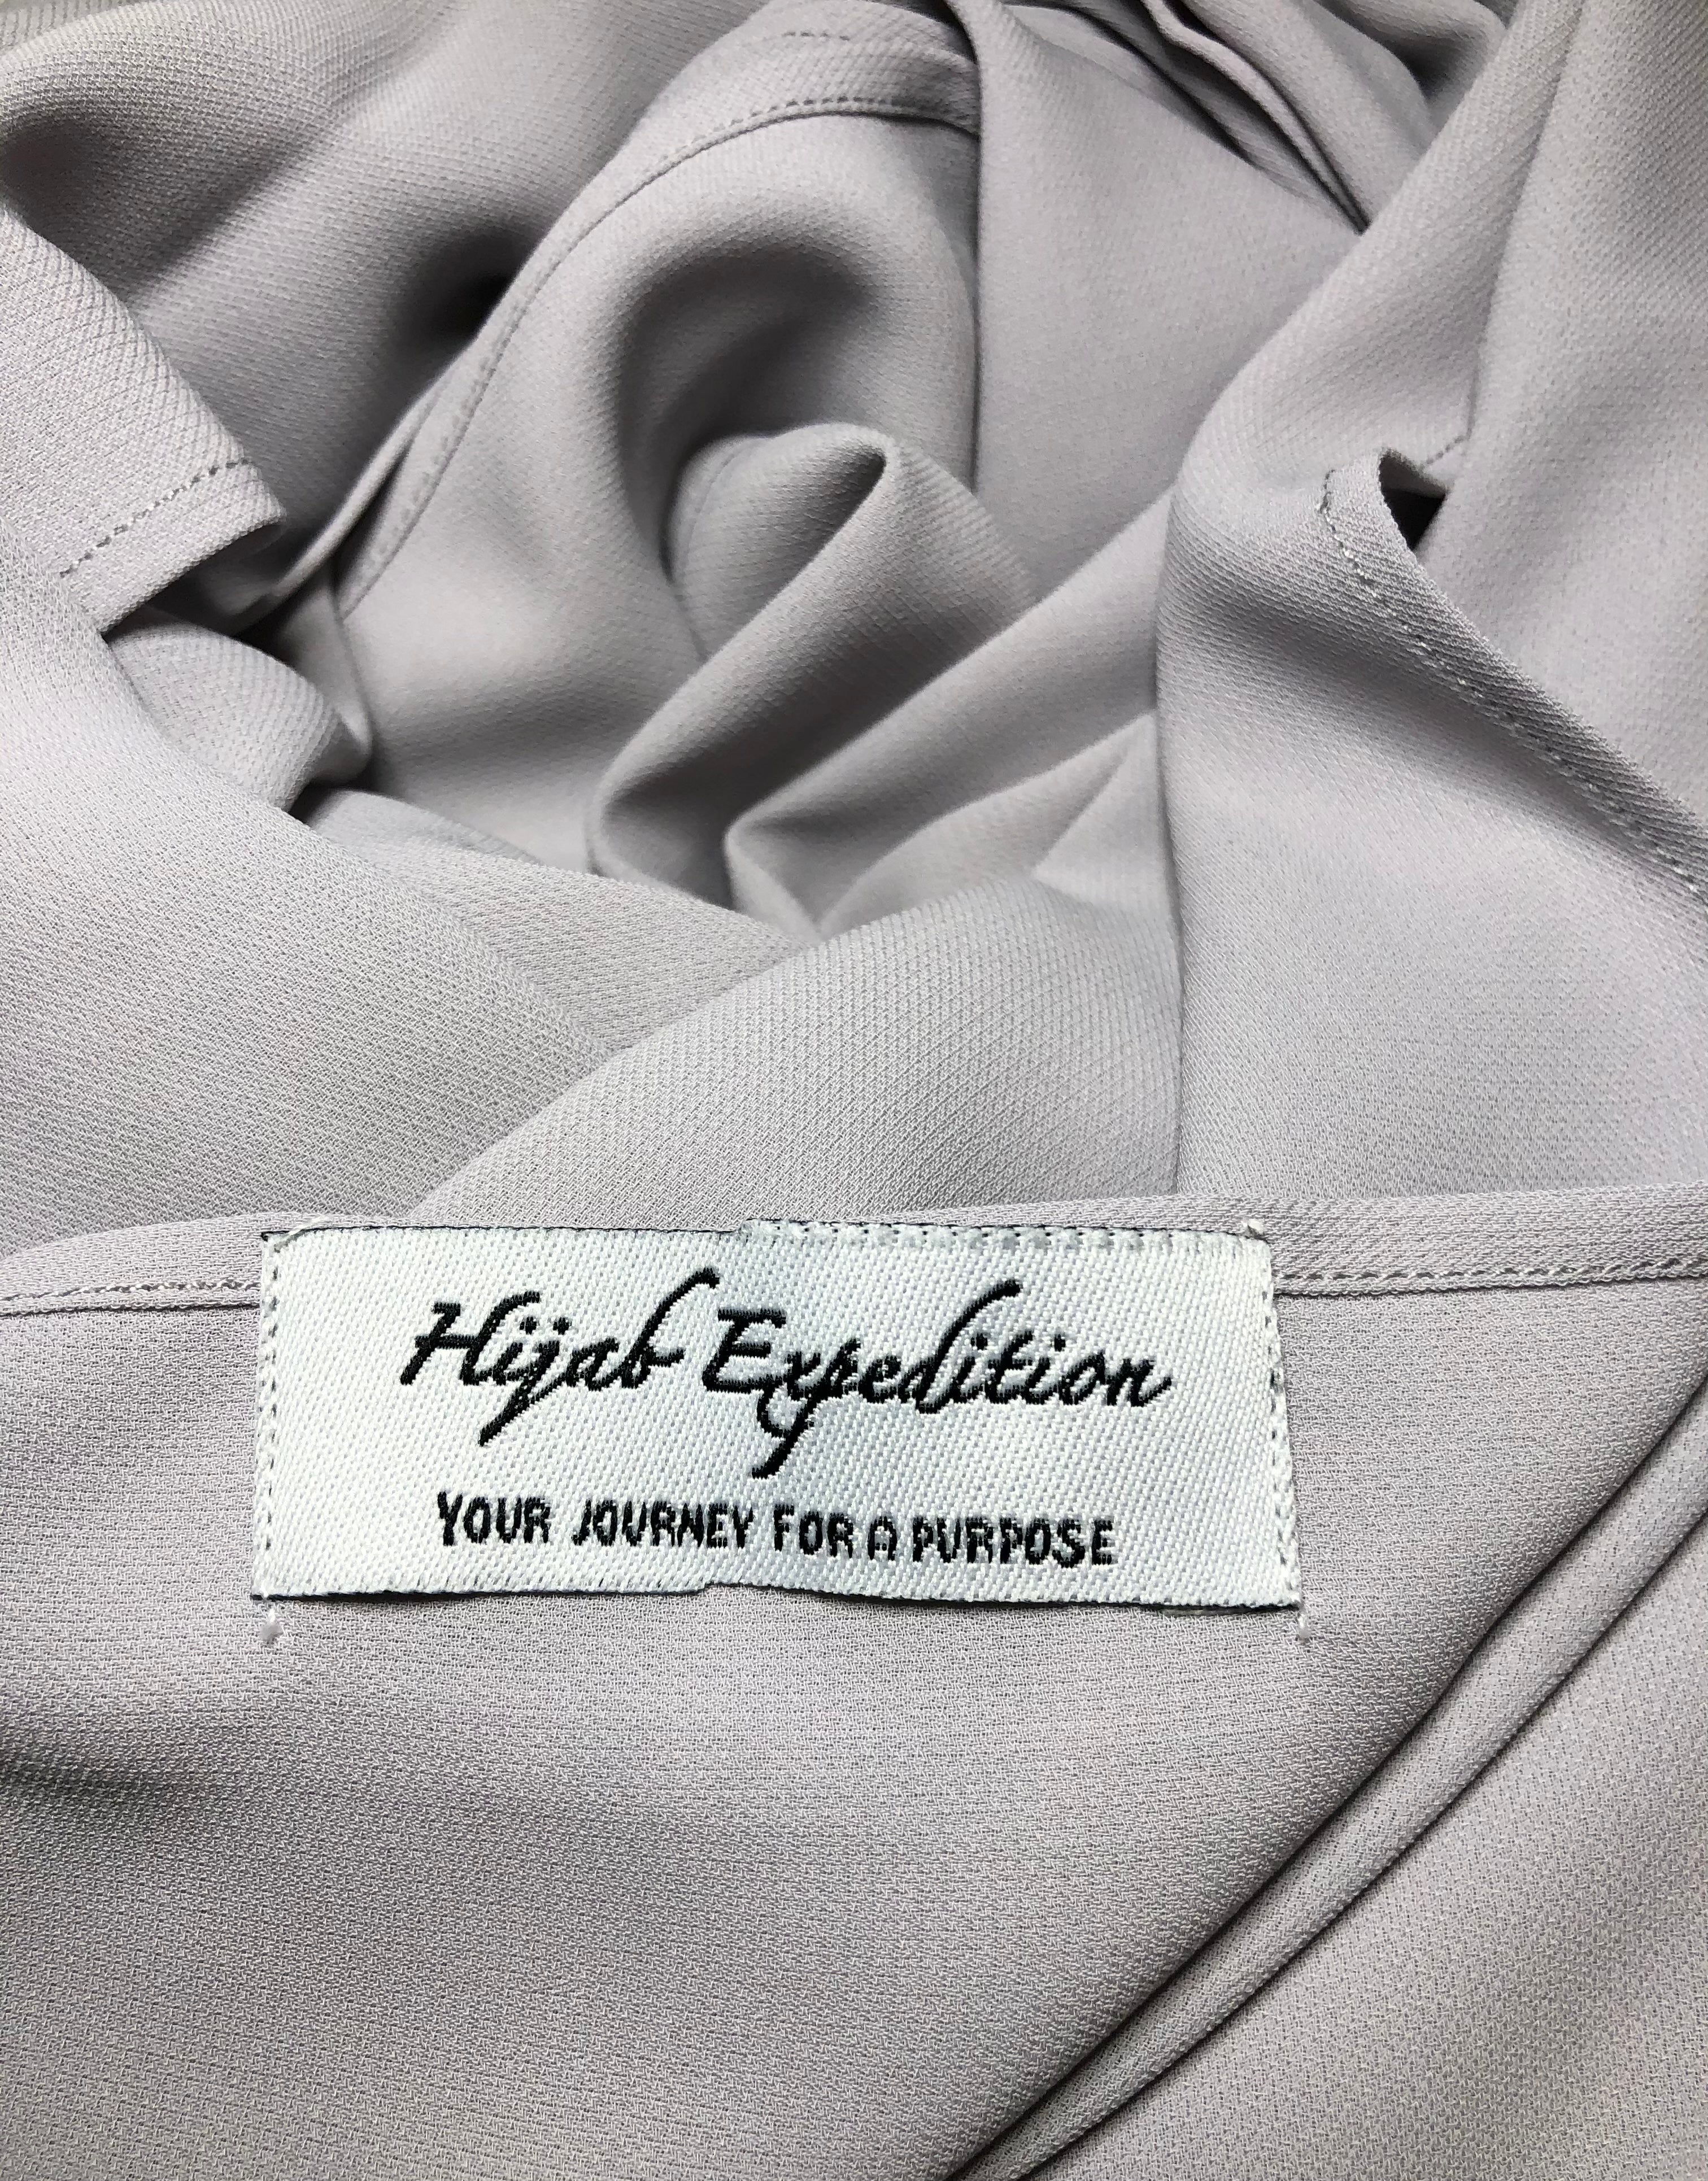 Hijab Expedition
YOUR JOURNEY FOR A PURPOSE